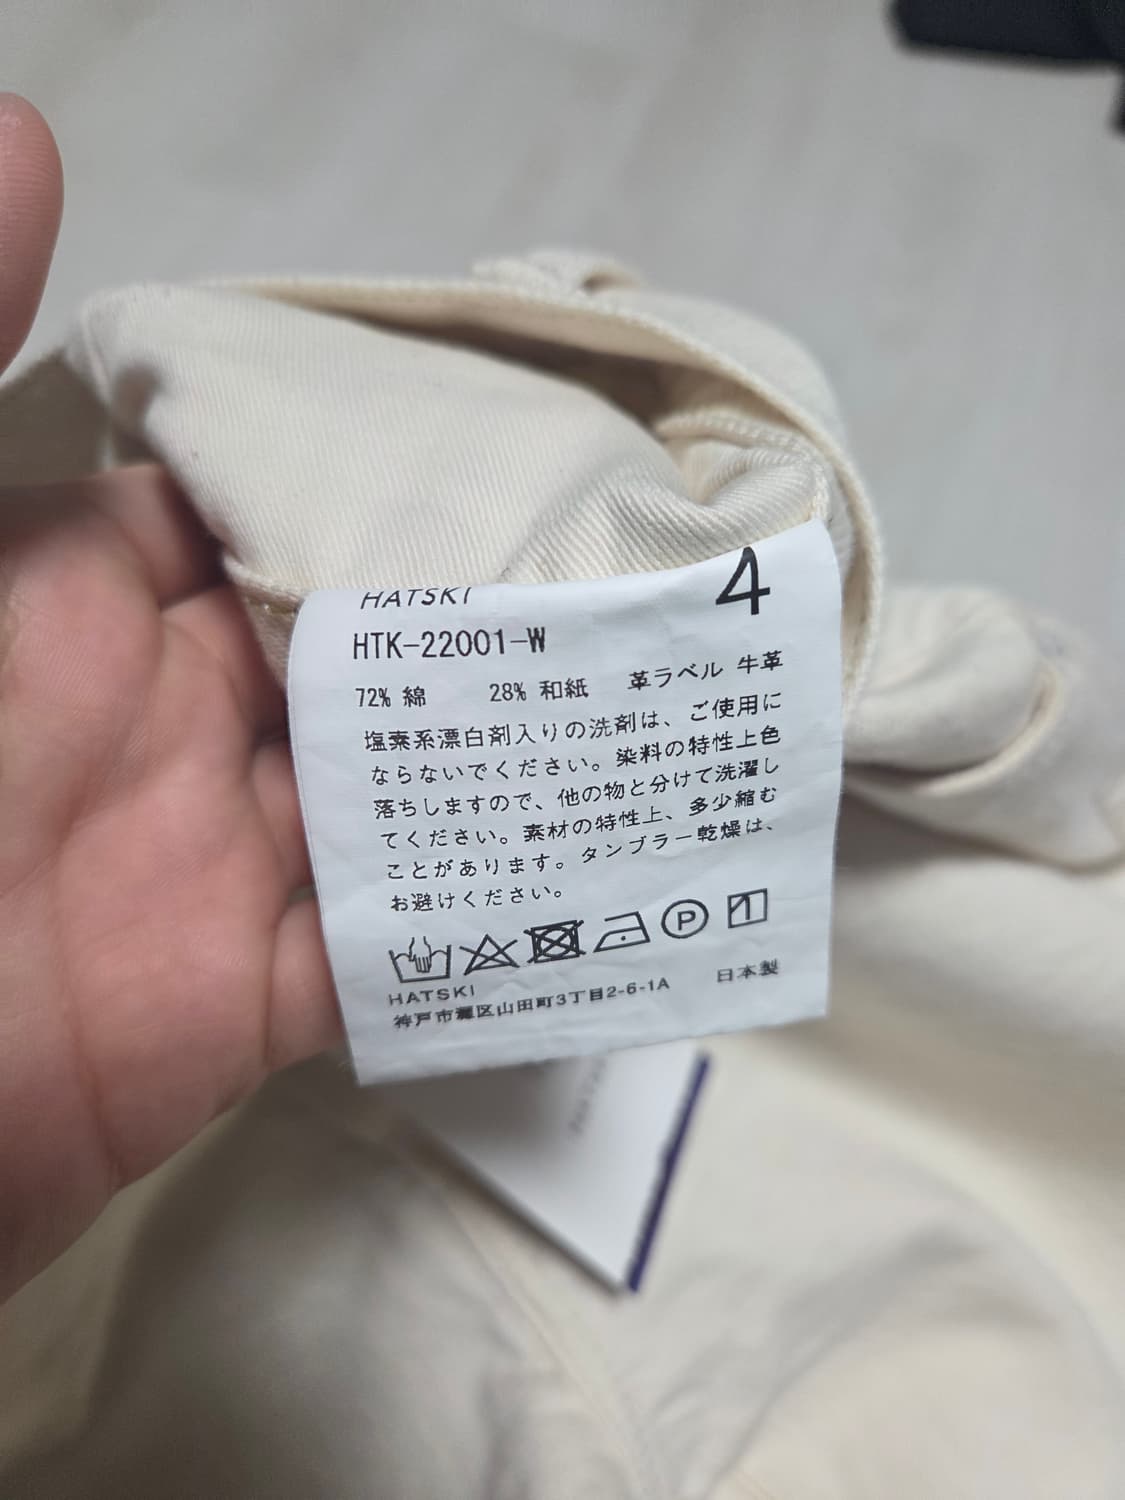 HATSKI
4
HTK-22001-W
72% 綿 28% 和紙 革ラベル 牛革
塩素系漂白剤入りの洗剤は、ご使用に
ならないでください。染料の特性上色
落ちしますので、他の物と分けて洗濯し
てください。素材の特性上、多少縮む
ことがあります。タンブラー乾燥は、
お避けください。
P
HATSKI 日本製
神戸市灘区山田町3丁目2-6-1A